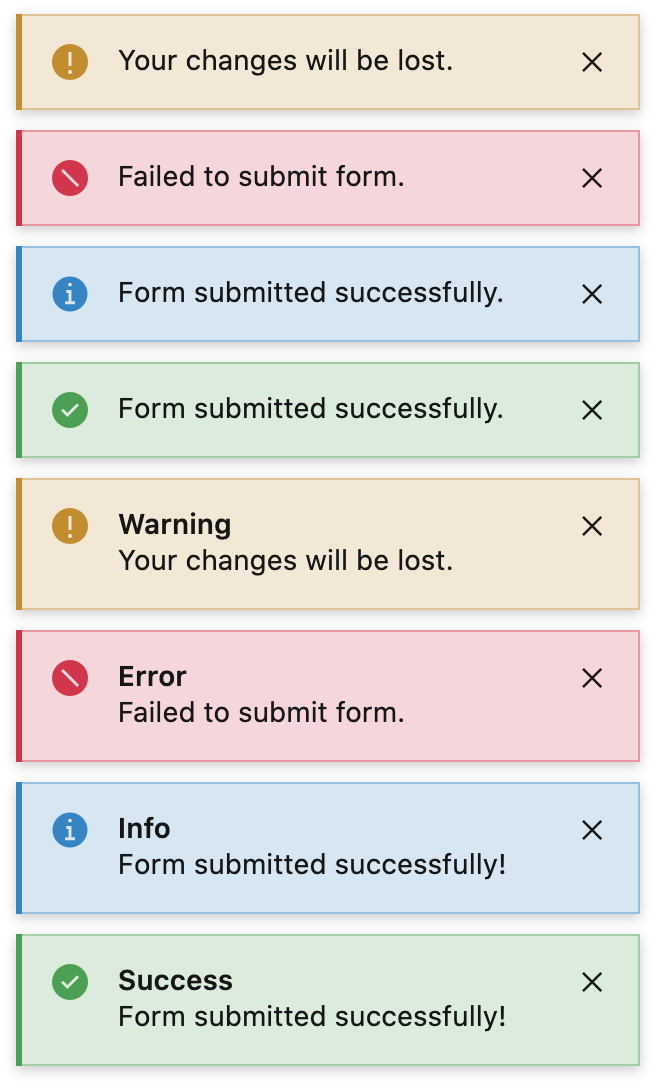 Your changes will be lost.
Failed to submit form.
Form submitted successfully.
Form submitted successfully.
Warning
Your changes will be lost.
Error
Failed to submit form.
Info
Form submitted successfully!
Success
Form submitted successfully!